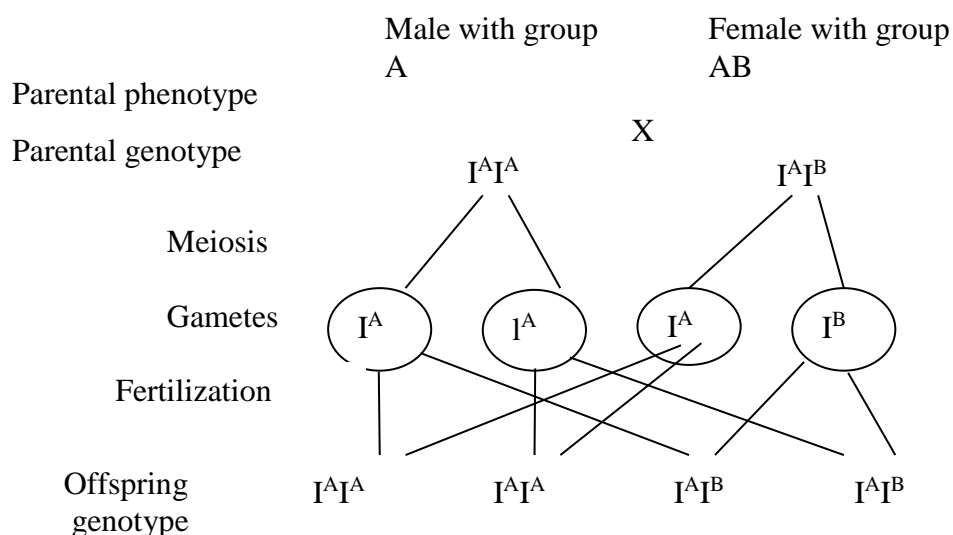 Male with group A
Female with group AB
Parental phenotype
X
Parental genotype
IᴬIᴬ
IᴬIᴮ
Meiosis
Gametes
Iᴬ
lᴬ
Iᴬ
Iᴮ
Fertilization
Offspring genotype
IᴬIᴬ
IᴬIᴬ
IᴬIᴮ
IᴬIᴮ